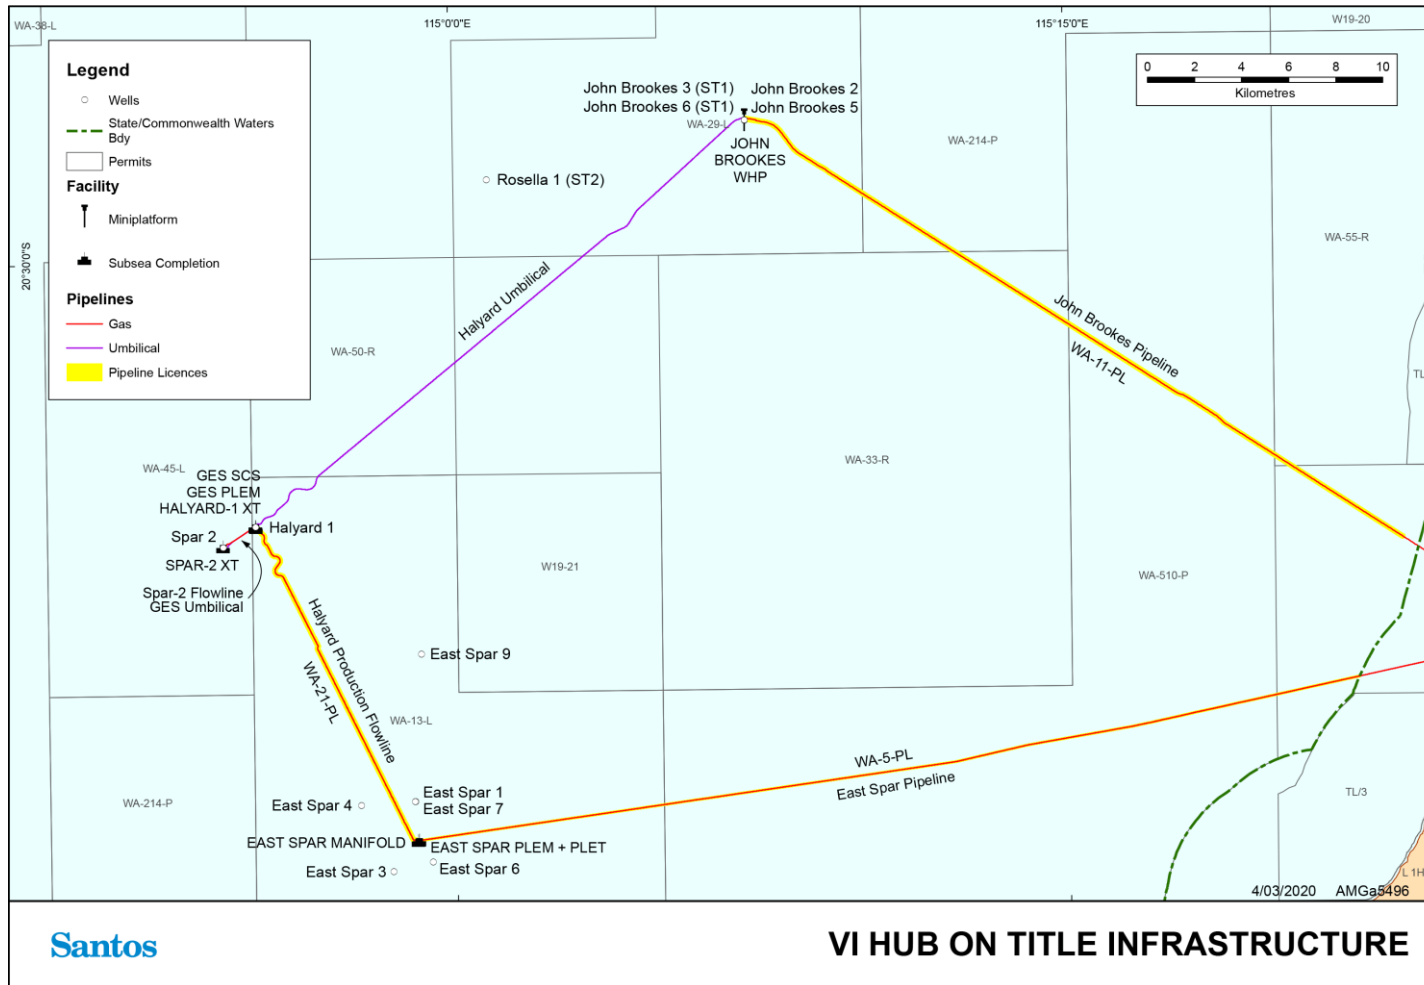 WA-38-L
115°0'0"E
115°15'0"E
W19-20
Legend
Wells
State/Commonwealth Waters
Bdy
Permits
Facility
Miniplatform
Subsea Completion
Pipelines
Gas
Umbilical
Pipeline Licences
0 2 4 6 8 10
Kilometres
John Brookes 3 (ST1)
John Brookes 2
John Brookes 6 (ST1)
John Brookes 5
WA-29-L
JOHN
BROOKES
WHP
WA-214-P
Rosella 1 (ST2)
WA-55-R
20°30'0"S
Halyard Umbilical
John Brookes Pipeline
WA-11-PL
WA-50-R
TL
WA-45-L
GES SCS
GES PLEM
HALYARD-1 XT
Halyard 1
WA-33-R
Spar 2
SPAR-2 XT
Spar-2 Flowline
GES Umbilical
W19-21
WA-510-P
Halyard Production Flowline
WA-21-PL
East Spar 9
WA-13-L
WA-5-PL
East Spar Pipeline
WA-214-P
East Spar 4
East Spar 1
East Spar 7
TL/3
EAST SPAR MANIFOLD
EAST SPAR PLEM + PLET
East Spar 3
East Spar 6
L 1H
4/03/2020 AMGa5496
Santos
VI HUB ON TITLE INFRASTRUCTURE